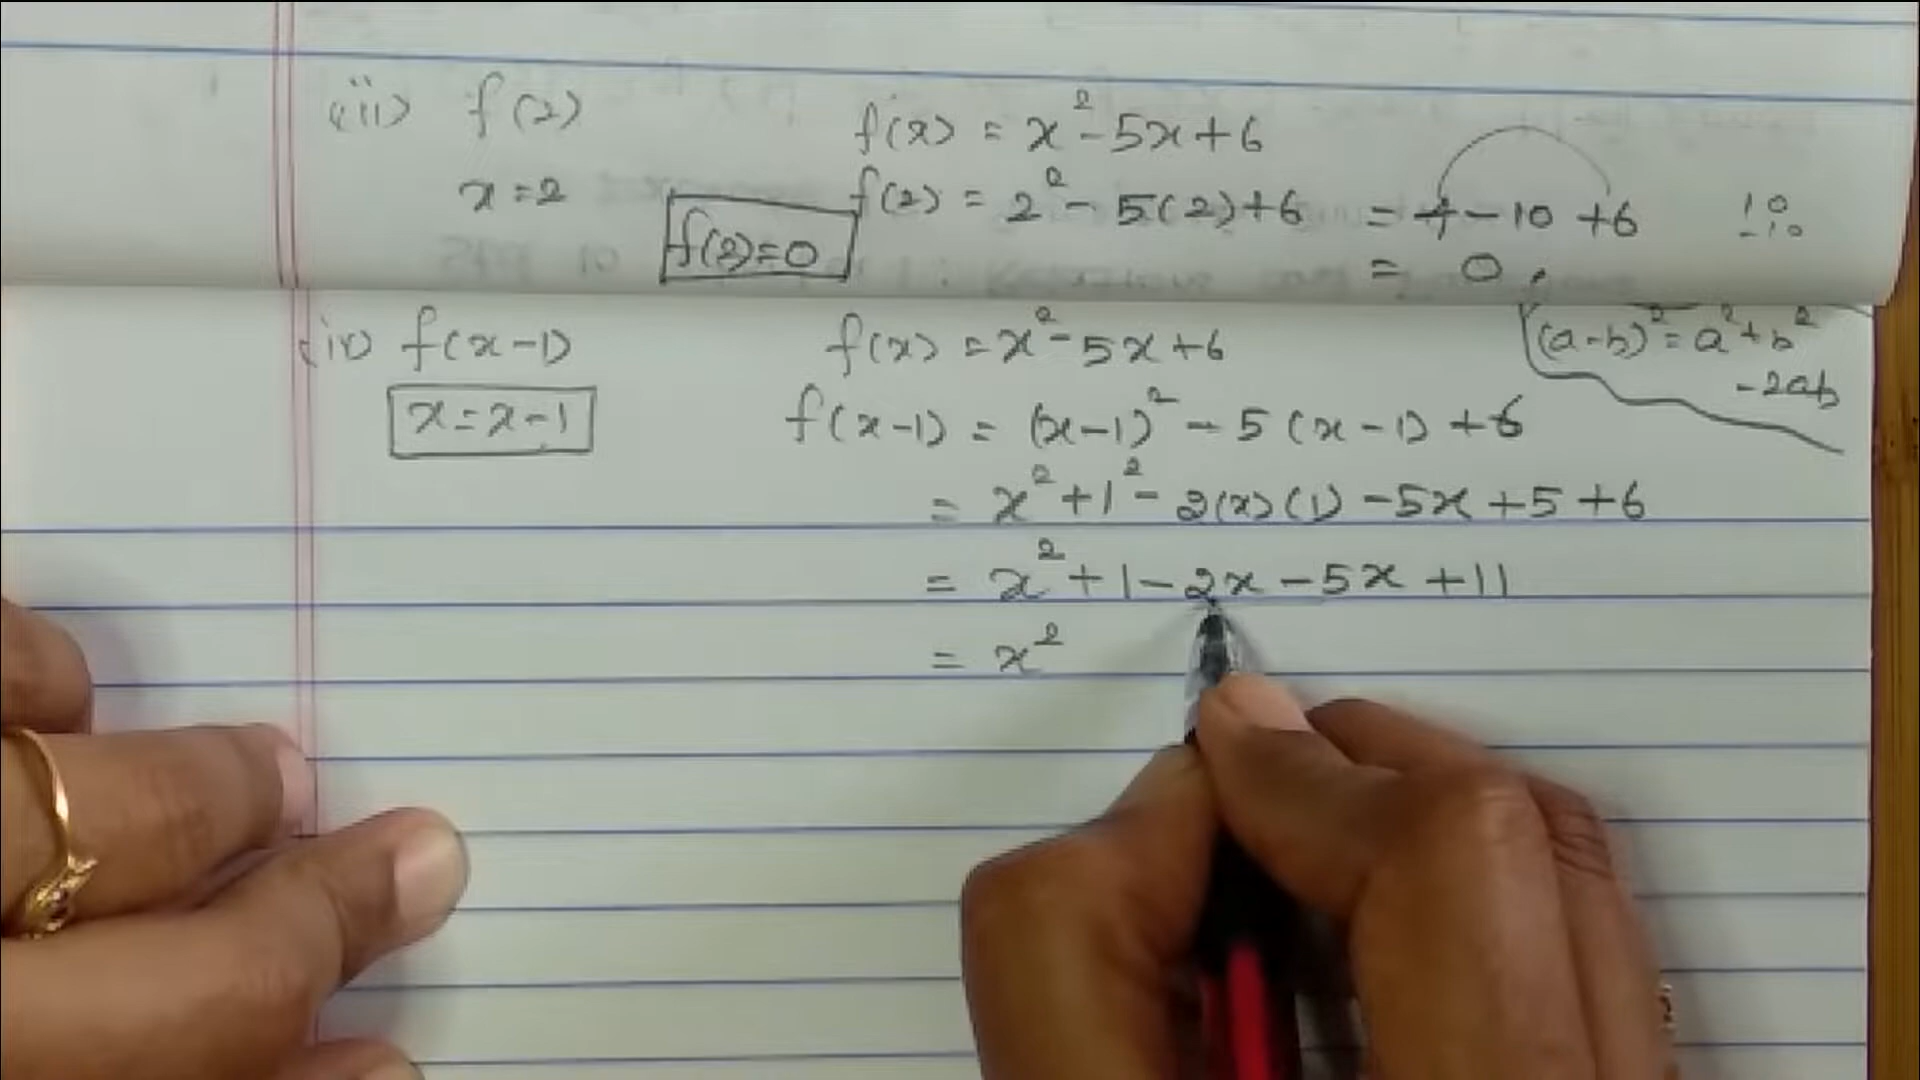 (iii) f(2) f(x) = x² - 5x + 6
x = 2 f(2) = 2² - 5(2) + 6 = 4 - 10 + 6
10
-10
f(2) = 0
= 0.
(iv) f(x-1) f(x) = x² - 5x + 6
(a-b)² = a² + b²
- 2ab
x = x - 1 f(x-1) = (x-1)² - 5(x-1) + 6
= x² + 1² - 2(x)(1) - 5x + 5 + 6
= x² + 1 - 2x - 5x + 11
= x²